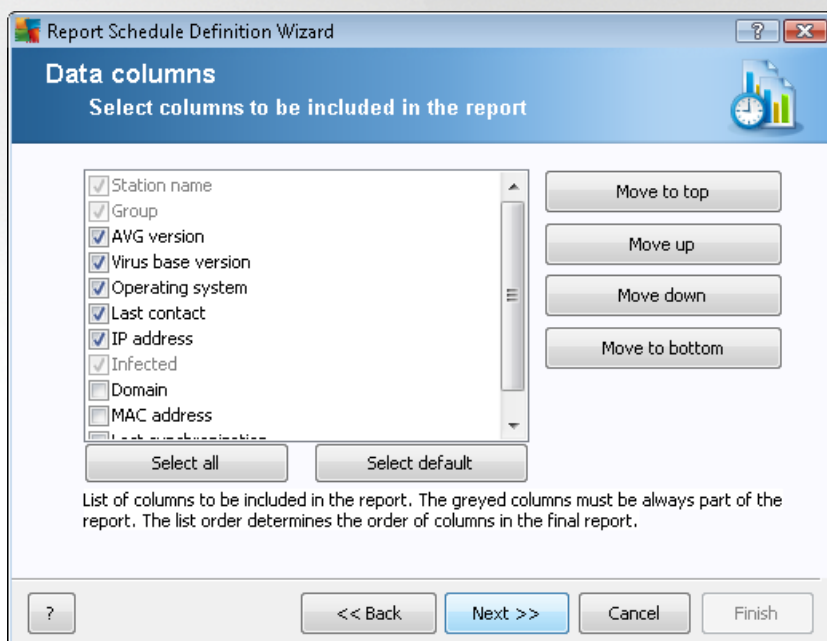 Report Schedule Definition Wizard
?
Data columns
Select columns to be included in the report
Station name
Group
AVG version
Virus base version
Operating system
Last contact
IP address
Infected
Domain
MAC address
Last synchronization
Move to top
Move up
Move down
Move to bottom
Select all
Select default
List of columns to be included in the report. The greyed columns must be always part of the
report. The list order determines the order of columns in the final report.
?
<< Back
Next >>
Cancel
Finish